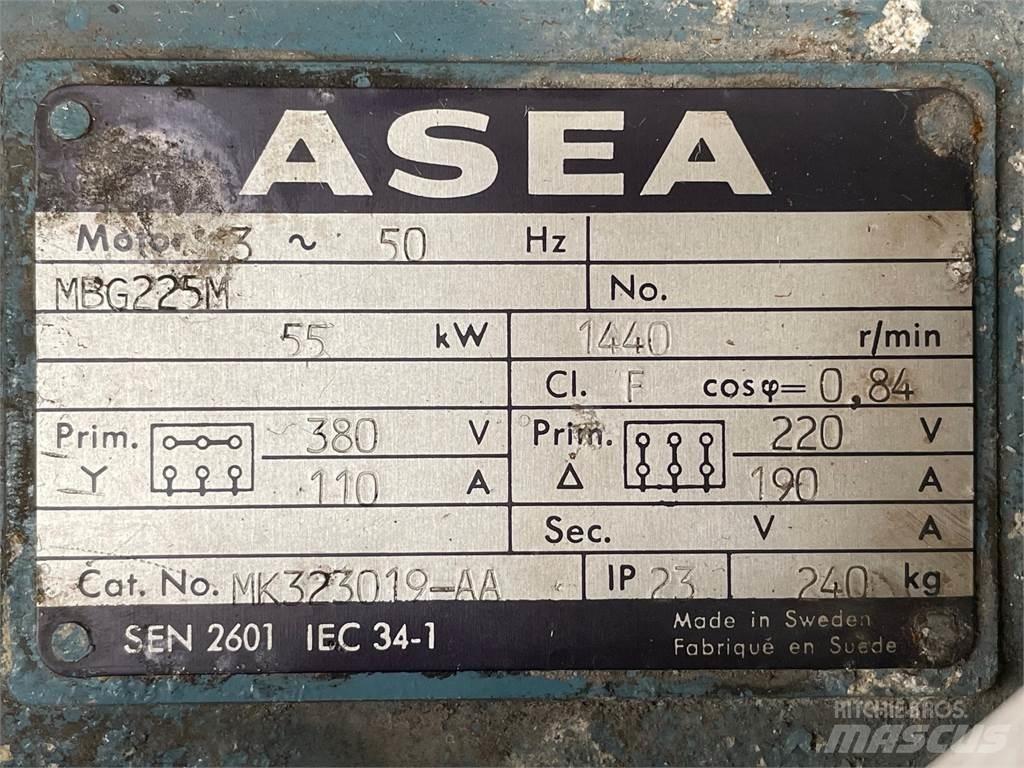 ASEA
Motor 3 ~ 50 Hz
MBG225M No.
55 kW 1440 r/min
Cl. F cosφ= 0,84
Prim. 380 V Prim. 220 V
Y 110 A Δ 190 A
Sec. V A
Cat. No. MK323019-AA IP 23 240 kg
SEN 2601 IEC 34-1 Made in Sweden
Fabriqué en Suede
RITCHIE BROS.
MASCUS